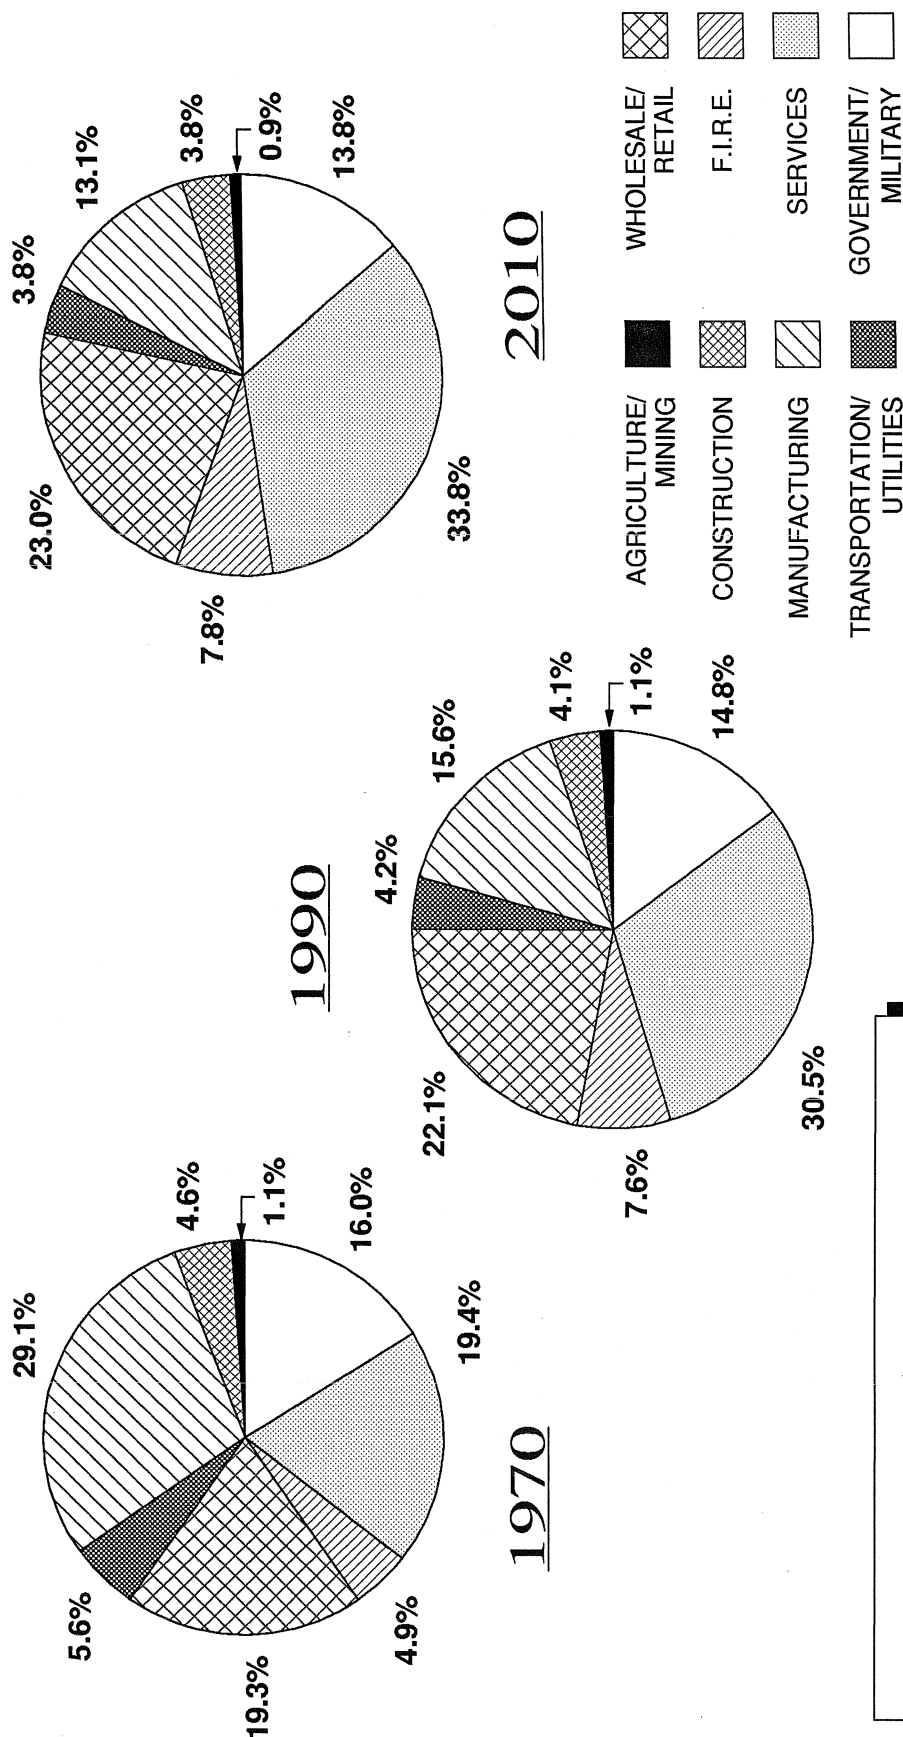 1970
29.1%
4.6%
1.1%
16.0%
19.4%
4.9%
19.3%
5.6%
1990
15.6%
4.1%
1.1%
14.8%
30.5%
7.6%
22.1%
4.2%
2010
13.1%
3.8%
0.9%
13.8%
33.8%
7.8%
23.0%
3.8%
AGRICULTURE/
MINING
CONSTRUCTION
MANUFACTURING
TRANSPORTATION/
UTILITIES
WHOLESALE/
RETAIL
F.I.R.E.
SERVICES
GOVERNMENT/
MILITARY